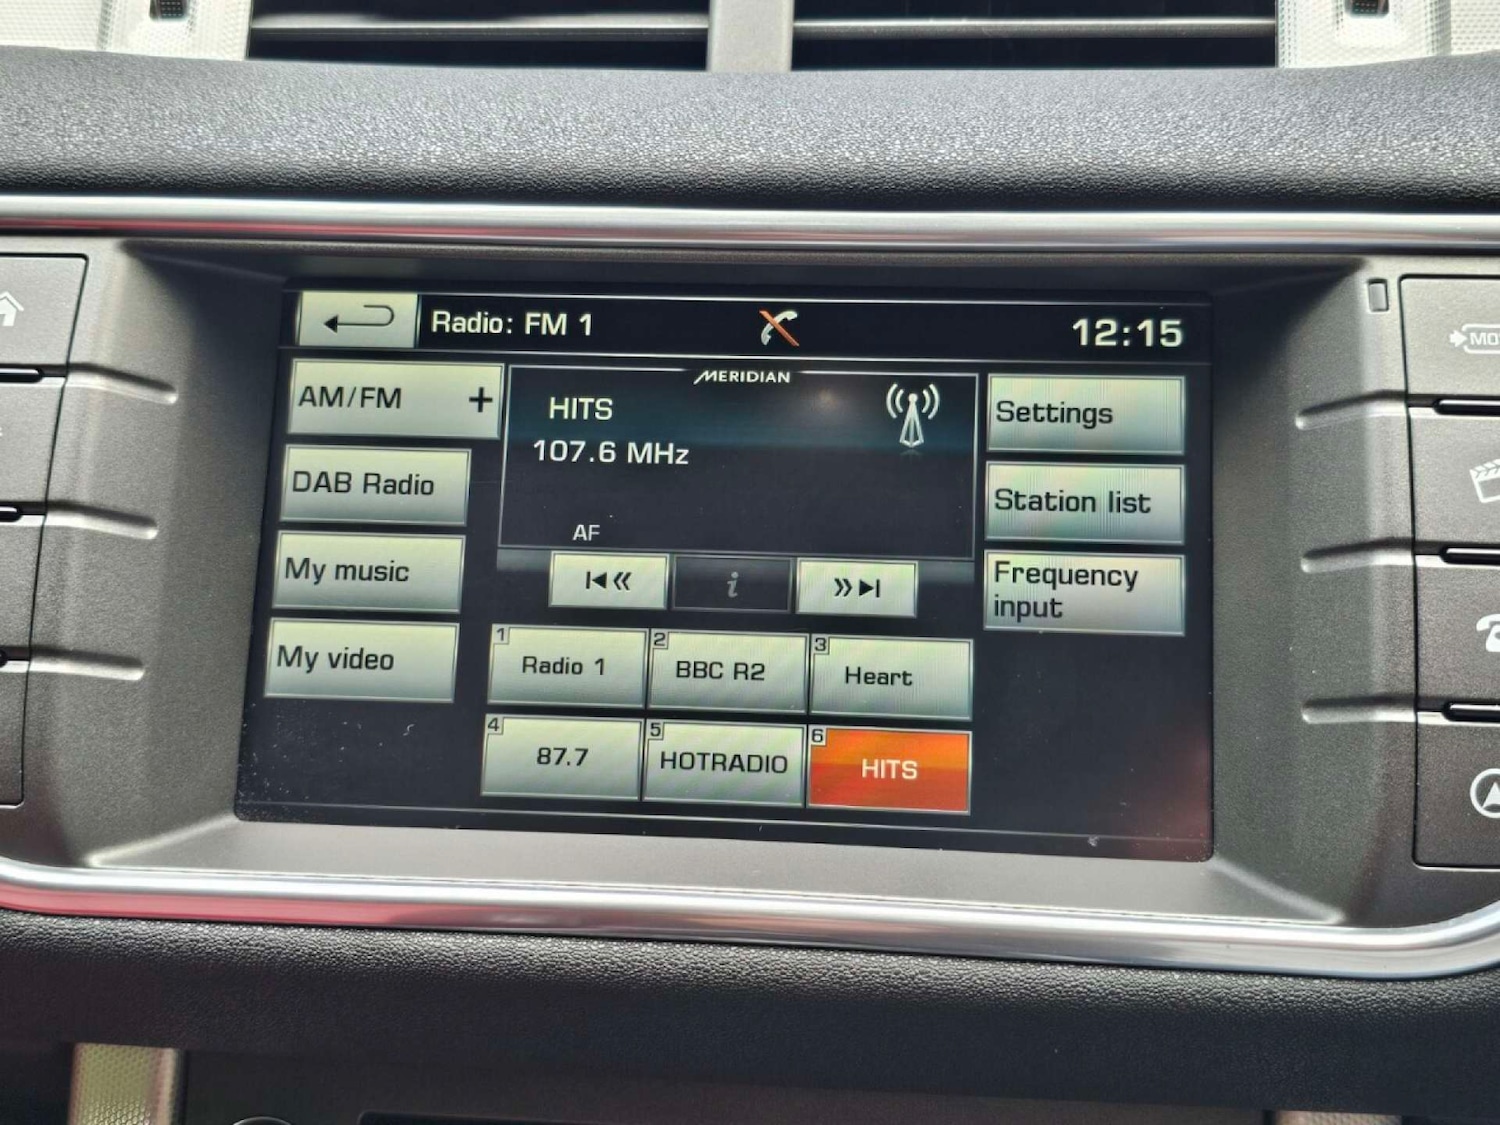 Radio: FM 1
12:15
AM/FM +
DAB Radio
My music
My video
MERIDIAN
HITS
107.6 MHz
AF
i
Settings
Station list
Frequency
input
1 Radio 1
2 BBC R2
3 Heart
4 87.7
5 HOTRADIO
6 HITS